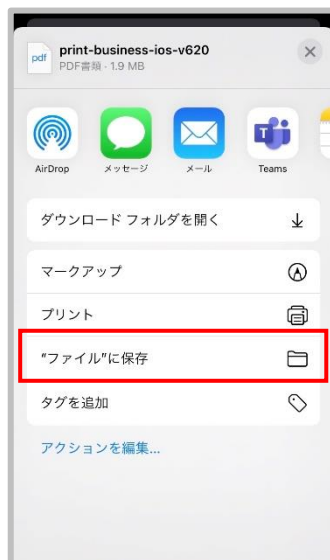 pdf
print-business-ios-v620
PDF書類・1.9 MB
AirDrop
メッセージ
メール
Teams
ダウンロード フォルダを開く
マークアップ
プリント
“ファイル”に保存
タグを追加
アクションを編集...